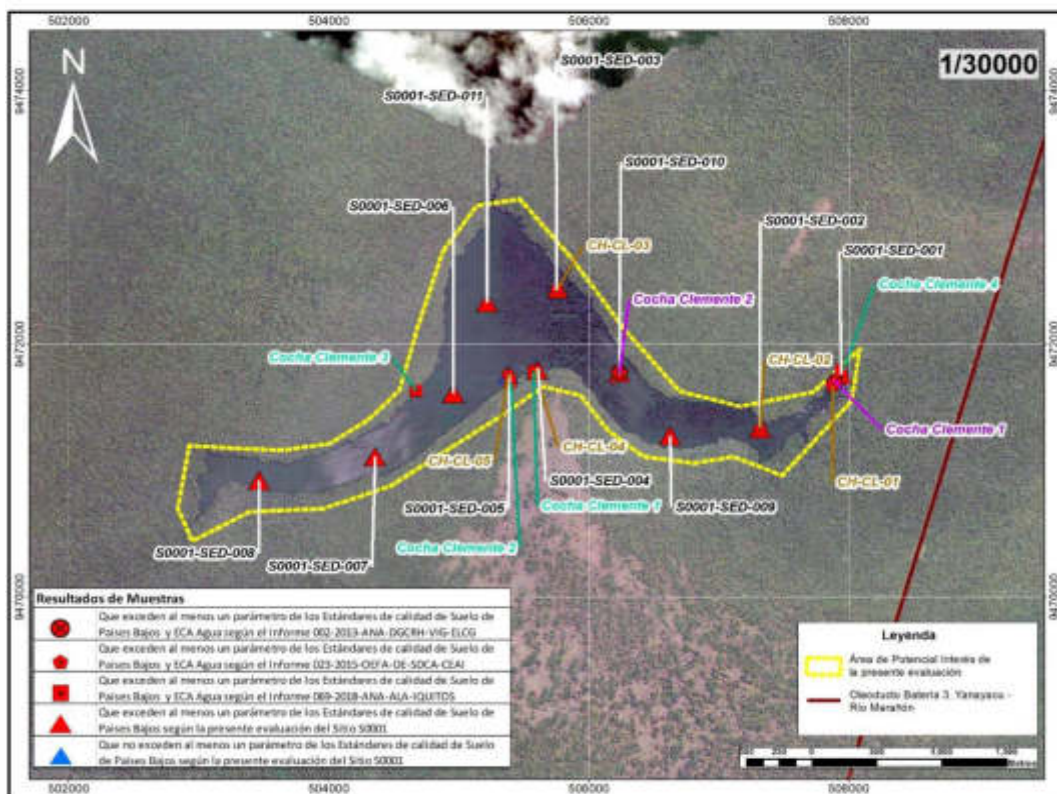 502000
504000
506000
508000
9474000
9474000
N
1/30000
S0001-SED-003
S0001-SED-011
S0001-SED-010
S0001-SED-006
S0001-SED-002
CH-CL-03
S0001-SED-001
Cocha Clemente 2
Cocha Clemente 4
9472000
9472000
Cocha Clemente 3
CH-CL-02
Cocha Clemente 1
CH-CL-05
CH-CL-04
S0001-SED-004
CH-CL-01
S0001-SED-005
Cocha Clemente 1
S0001-SED-009
S0001-SED-008
Cocha Clemente 2
S0001-SED-007
9470000
9470000
Resultados de Muestras
Que exceden al menos un parámetro de los Estándares de calidad de Suelo de
Países Bajos y ECA Agua según el Informe 002-2013-ANA-DGCRH-VIG-ELCG
Que exceden al menos un parámetro de los Estándares de calidad de Suelo de
Países Bajos y ECA Agua según el Informe 023-2015-OEFA-DE-SDCA-CEAI
Que exceden al menos un parámetro de los Estándares de calidad de Suelo de
Países Bajos y ECA Agua según el Informe 069-2018-ANA-ALA-IQUITOS
Que exceden al menos un parámetro de los Estándares de calidad de Suelo de
Países Bajos según la presente evaluación del Sitio S0001
Que no exceden al menos un parámetro de los Estándares de calidad de Suelo
de Países Bajos según la presente evaluación del Sitio S0001
Leyenda
Área de Potencial Interés de
la presente evaluación
Oleoducto Batería 3. Yanayacu -
Río Marañón
0
500
1,000
502000
504000
506000
508000